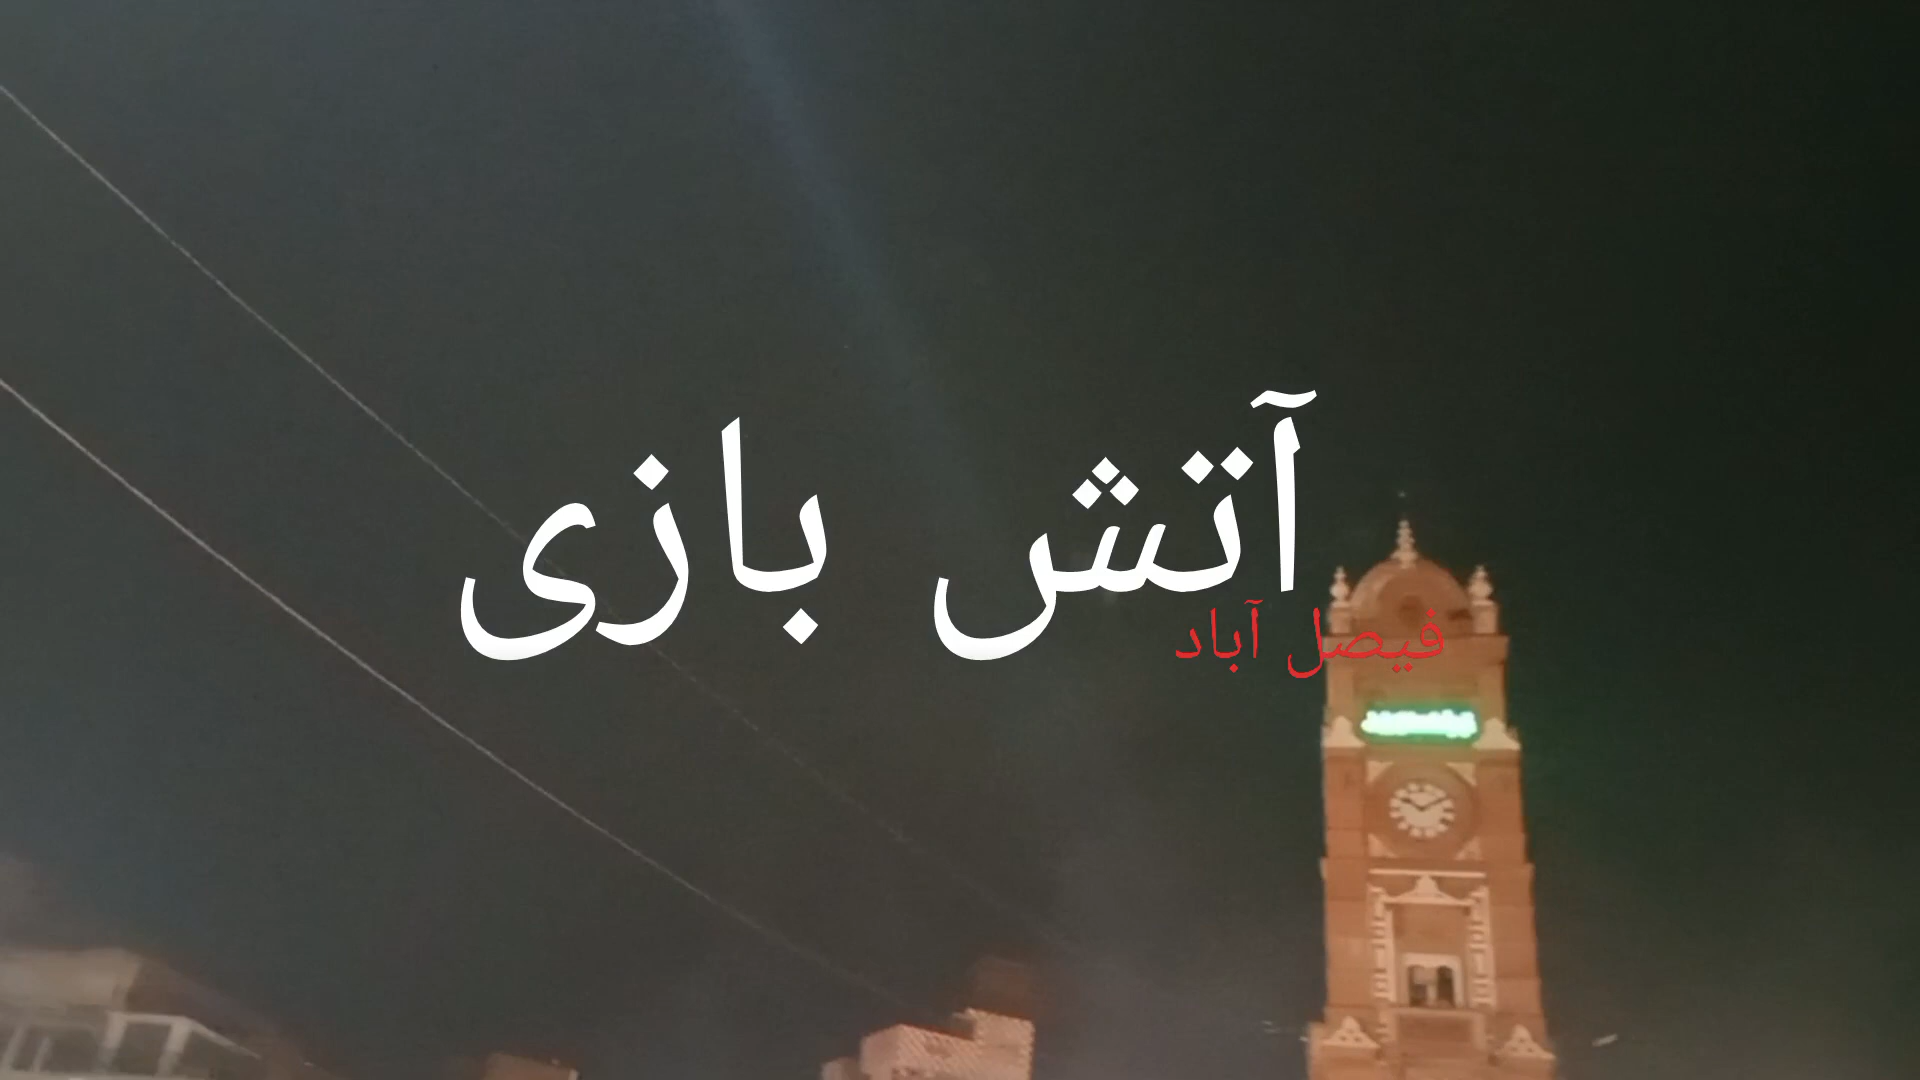 آتش بازی
فیصل آباد